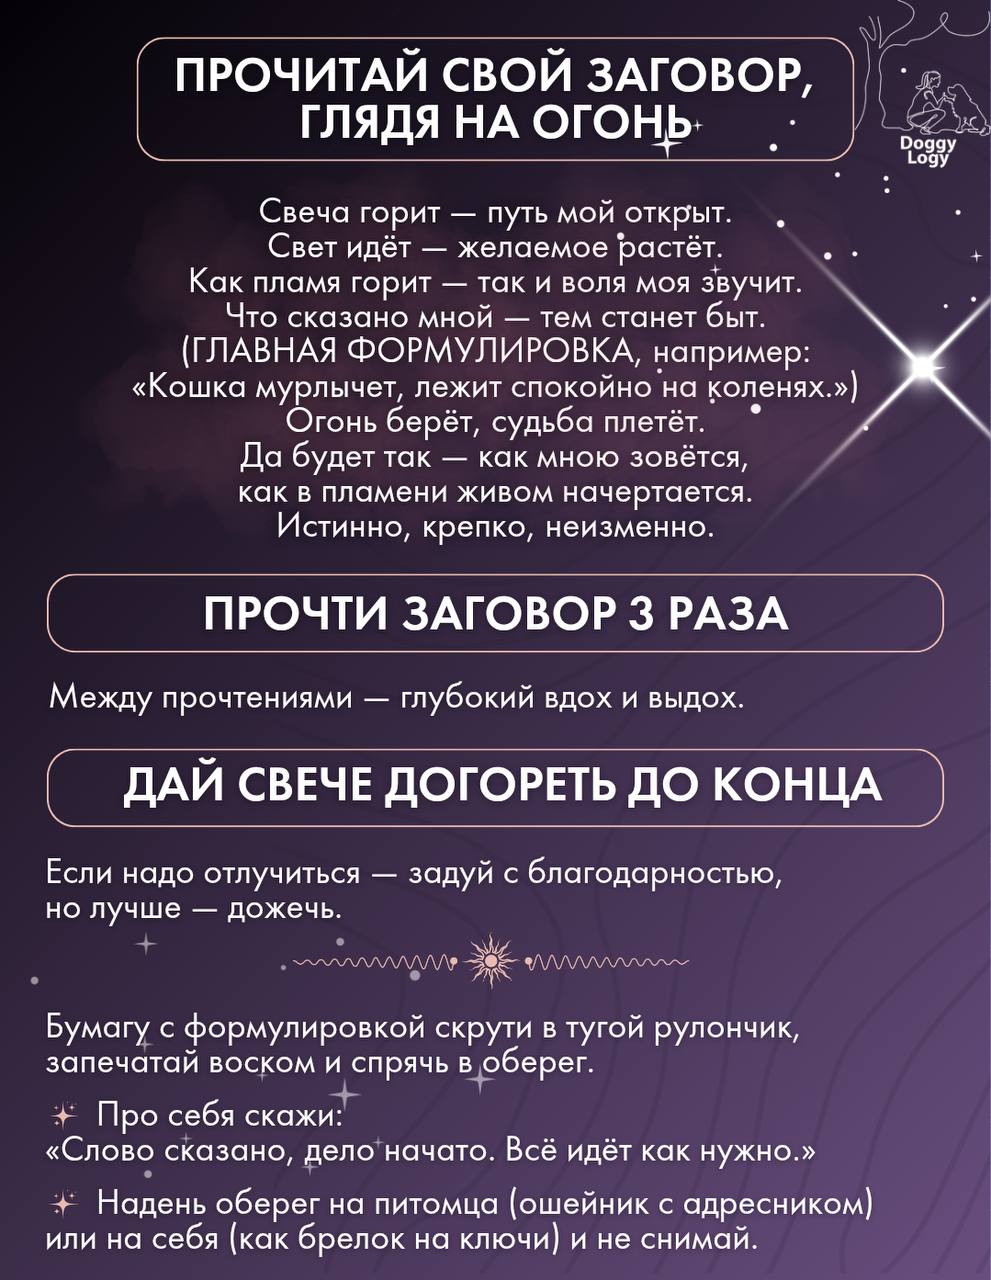 ПРОЧИТАЙ СВОЙ ЗАГОВОР,
ГЛЯДЯ НА ОГОНЬ
Doggy
Logy
Свеча горит — путь мой открыт.
Свет идёт — желаемое растёт.
Как пламя горит — так и воля моя звучит.
Что сказано мной — тем станет быт.
(ГЛАВНАЯ ФОРМУЛИРОВКА, например:
«Кошка мурлычет, лежит спокойно на коленях.»)
Огонь берёт, судьба плетёт.
Да будет так — как мною зовётся,
как в пламени живом начертается.
Истинно, крепко, неизменно.
ПРОЧТИ ЗАГОВОР 3 РАЗА
Между прочтениями — глубокий вдох и выдох.
ДАЙ СВЕЧЕ ДОГОРЕТЬ ДО КОНЦА
Если надо отлучиться — задуй с благодарностью,
но лучше — дожечь.
Бумагу с формулировкой скрути в тугой рулончик,
запечатай воском и спрячь в оберег.
Про себя скажи:
«Слово сказано, дело начато. Всё идёт как нужно.»
Надень оберег на питомца (ошейник с адресником)
или на себя (как брелок на ключи) и не снимай.